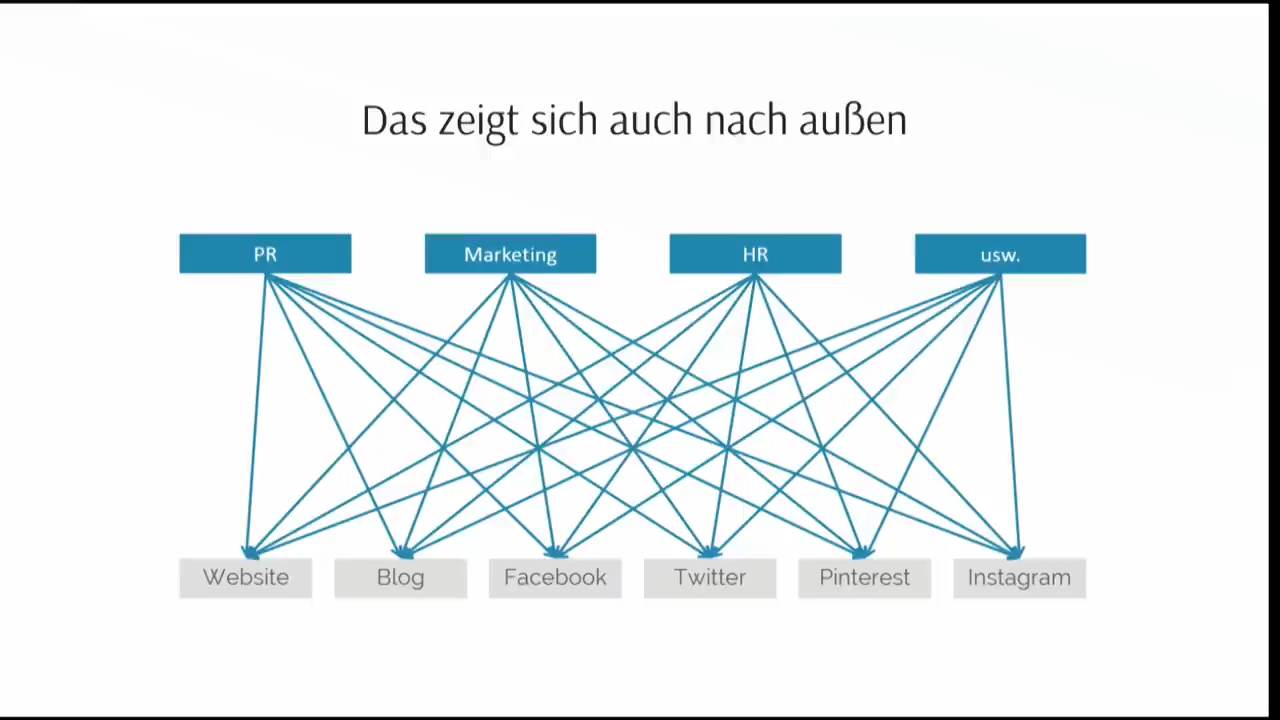 Das zeigt sich auch nach außen
PR
Marketing
HR
usw.
Website
Blog
Facebook
Twitter
Pinterest
Instagram